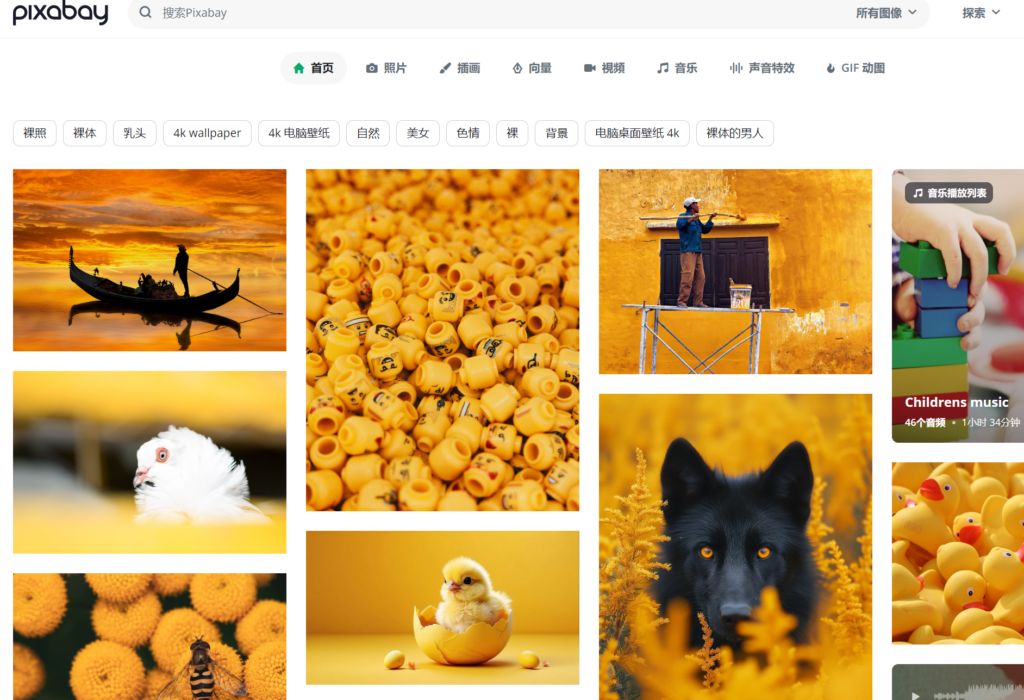 pixabay
搜索Pixabay
所有图像
探索
首页
照片
插画
向量
视频
音乐
声音特效
GIF 动图
裸照
裸体
乳头
4k wallpaper
4k 电脑壁纸
自然
美女
色情
裸
背景
电脑桌面壁纸 4k
裸体的男人
音乐播放列表
Childrens music
46个音频 • 1小时 34分钟